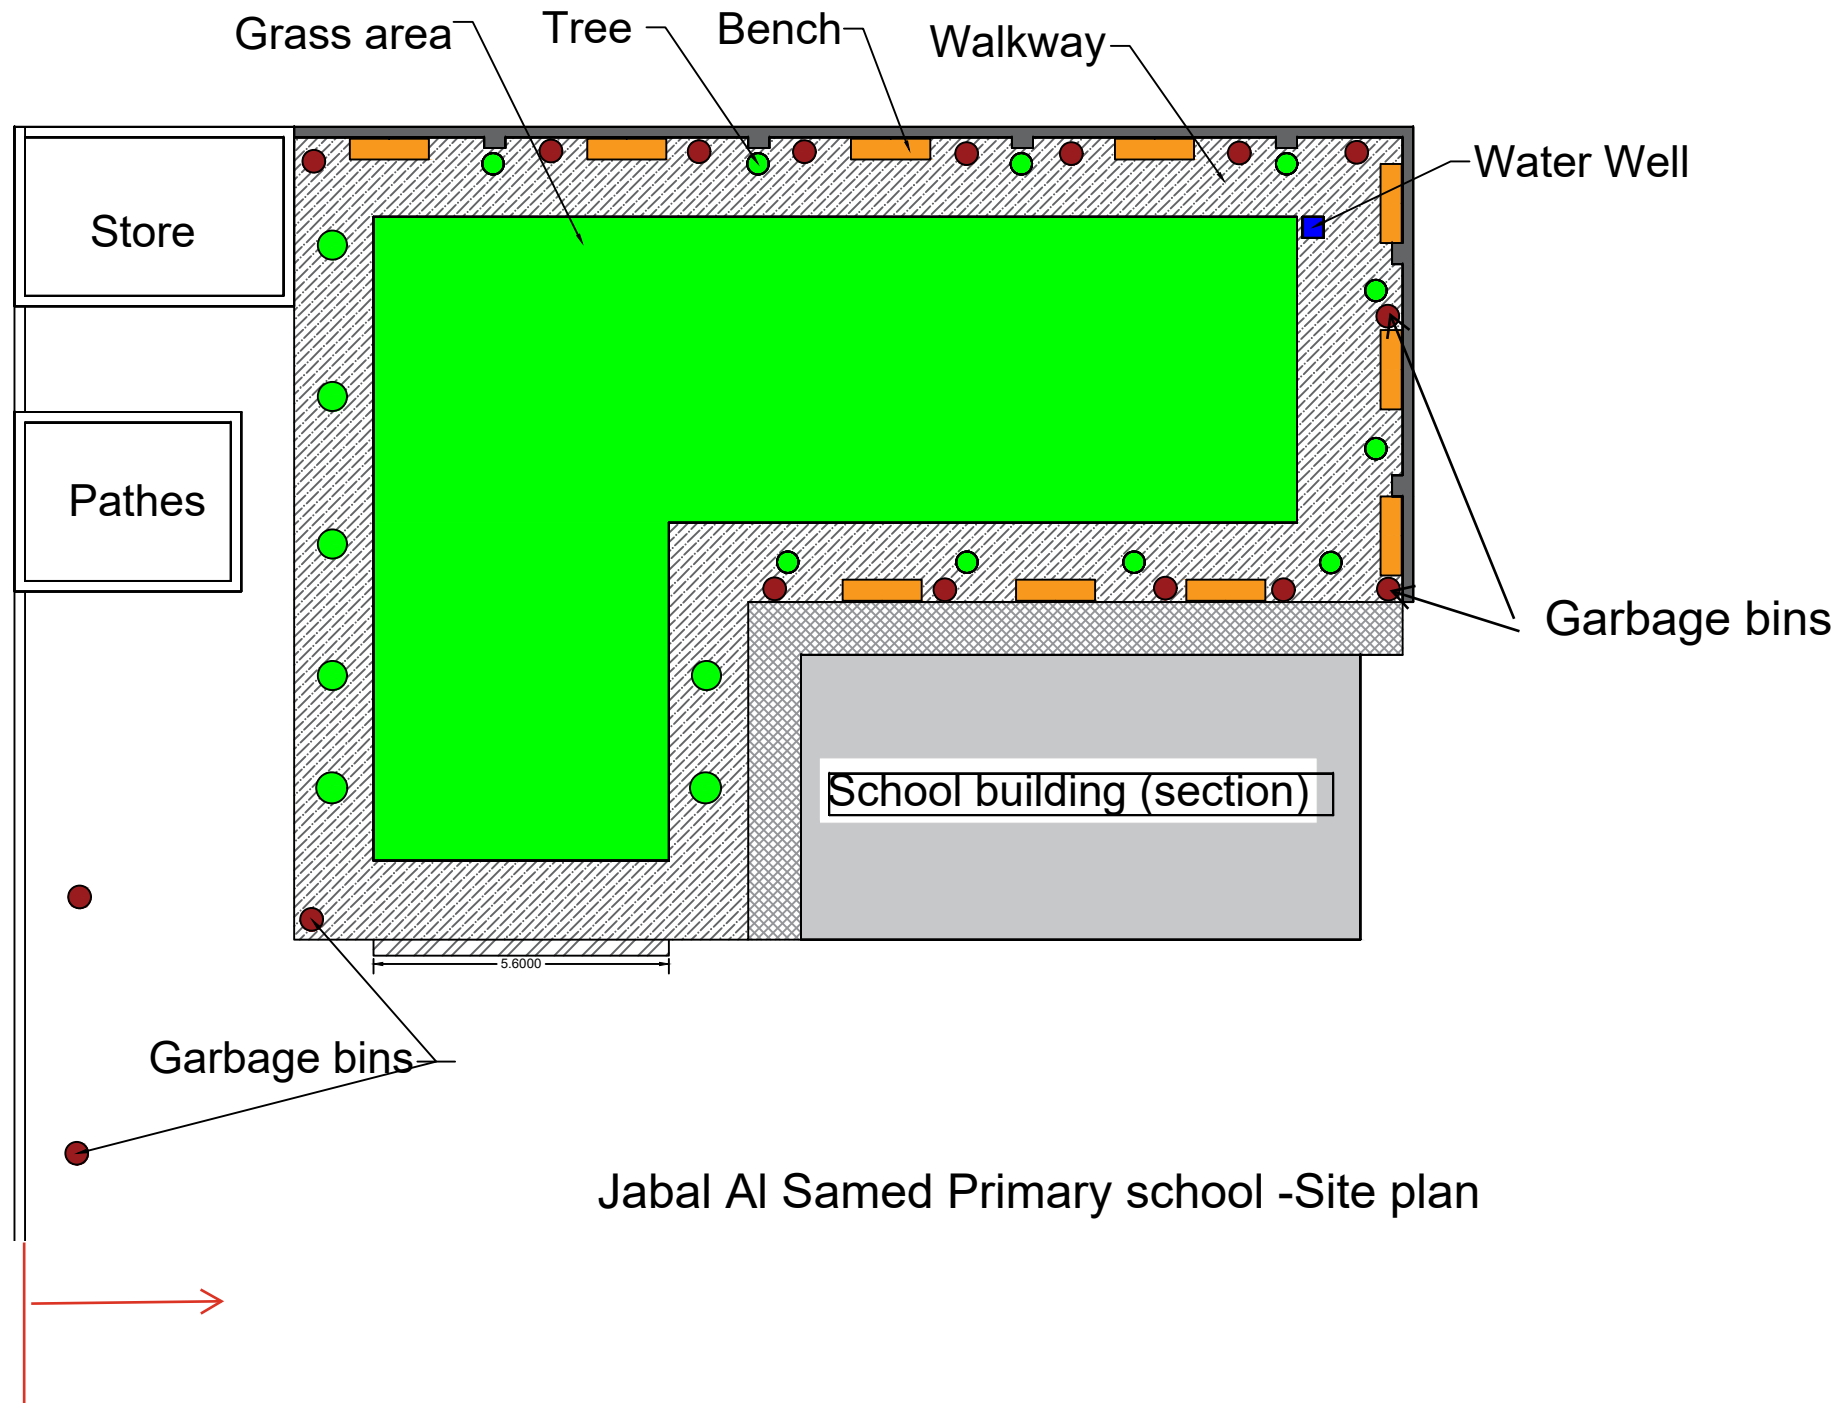 Grass area
Tree
Bench
Walkway
Water Well
Store
Pathes
Garbage bins
School building (section)
5.6000
Garbage bins
Jabal Al Samed Primary school -Site plan